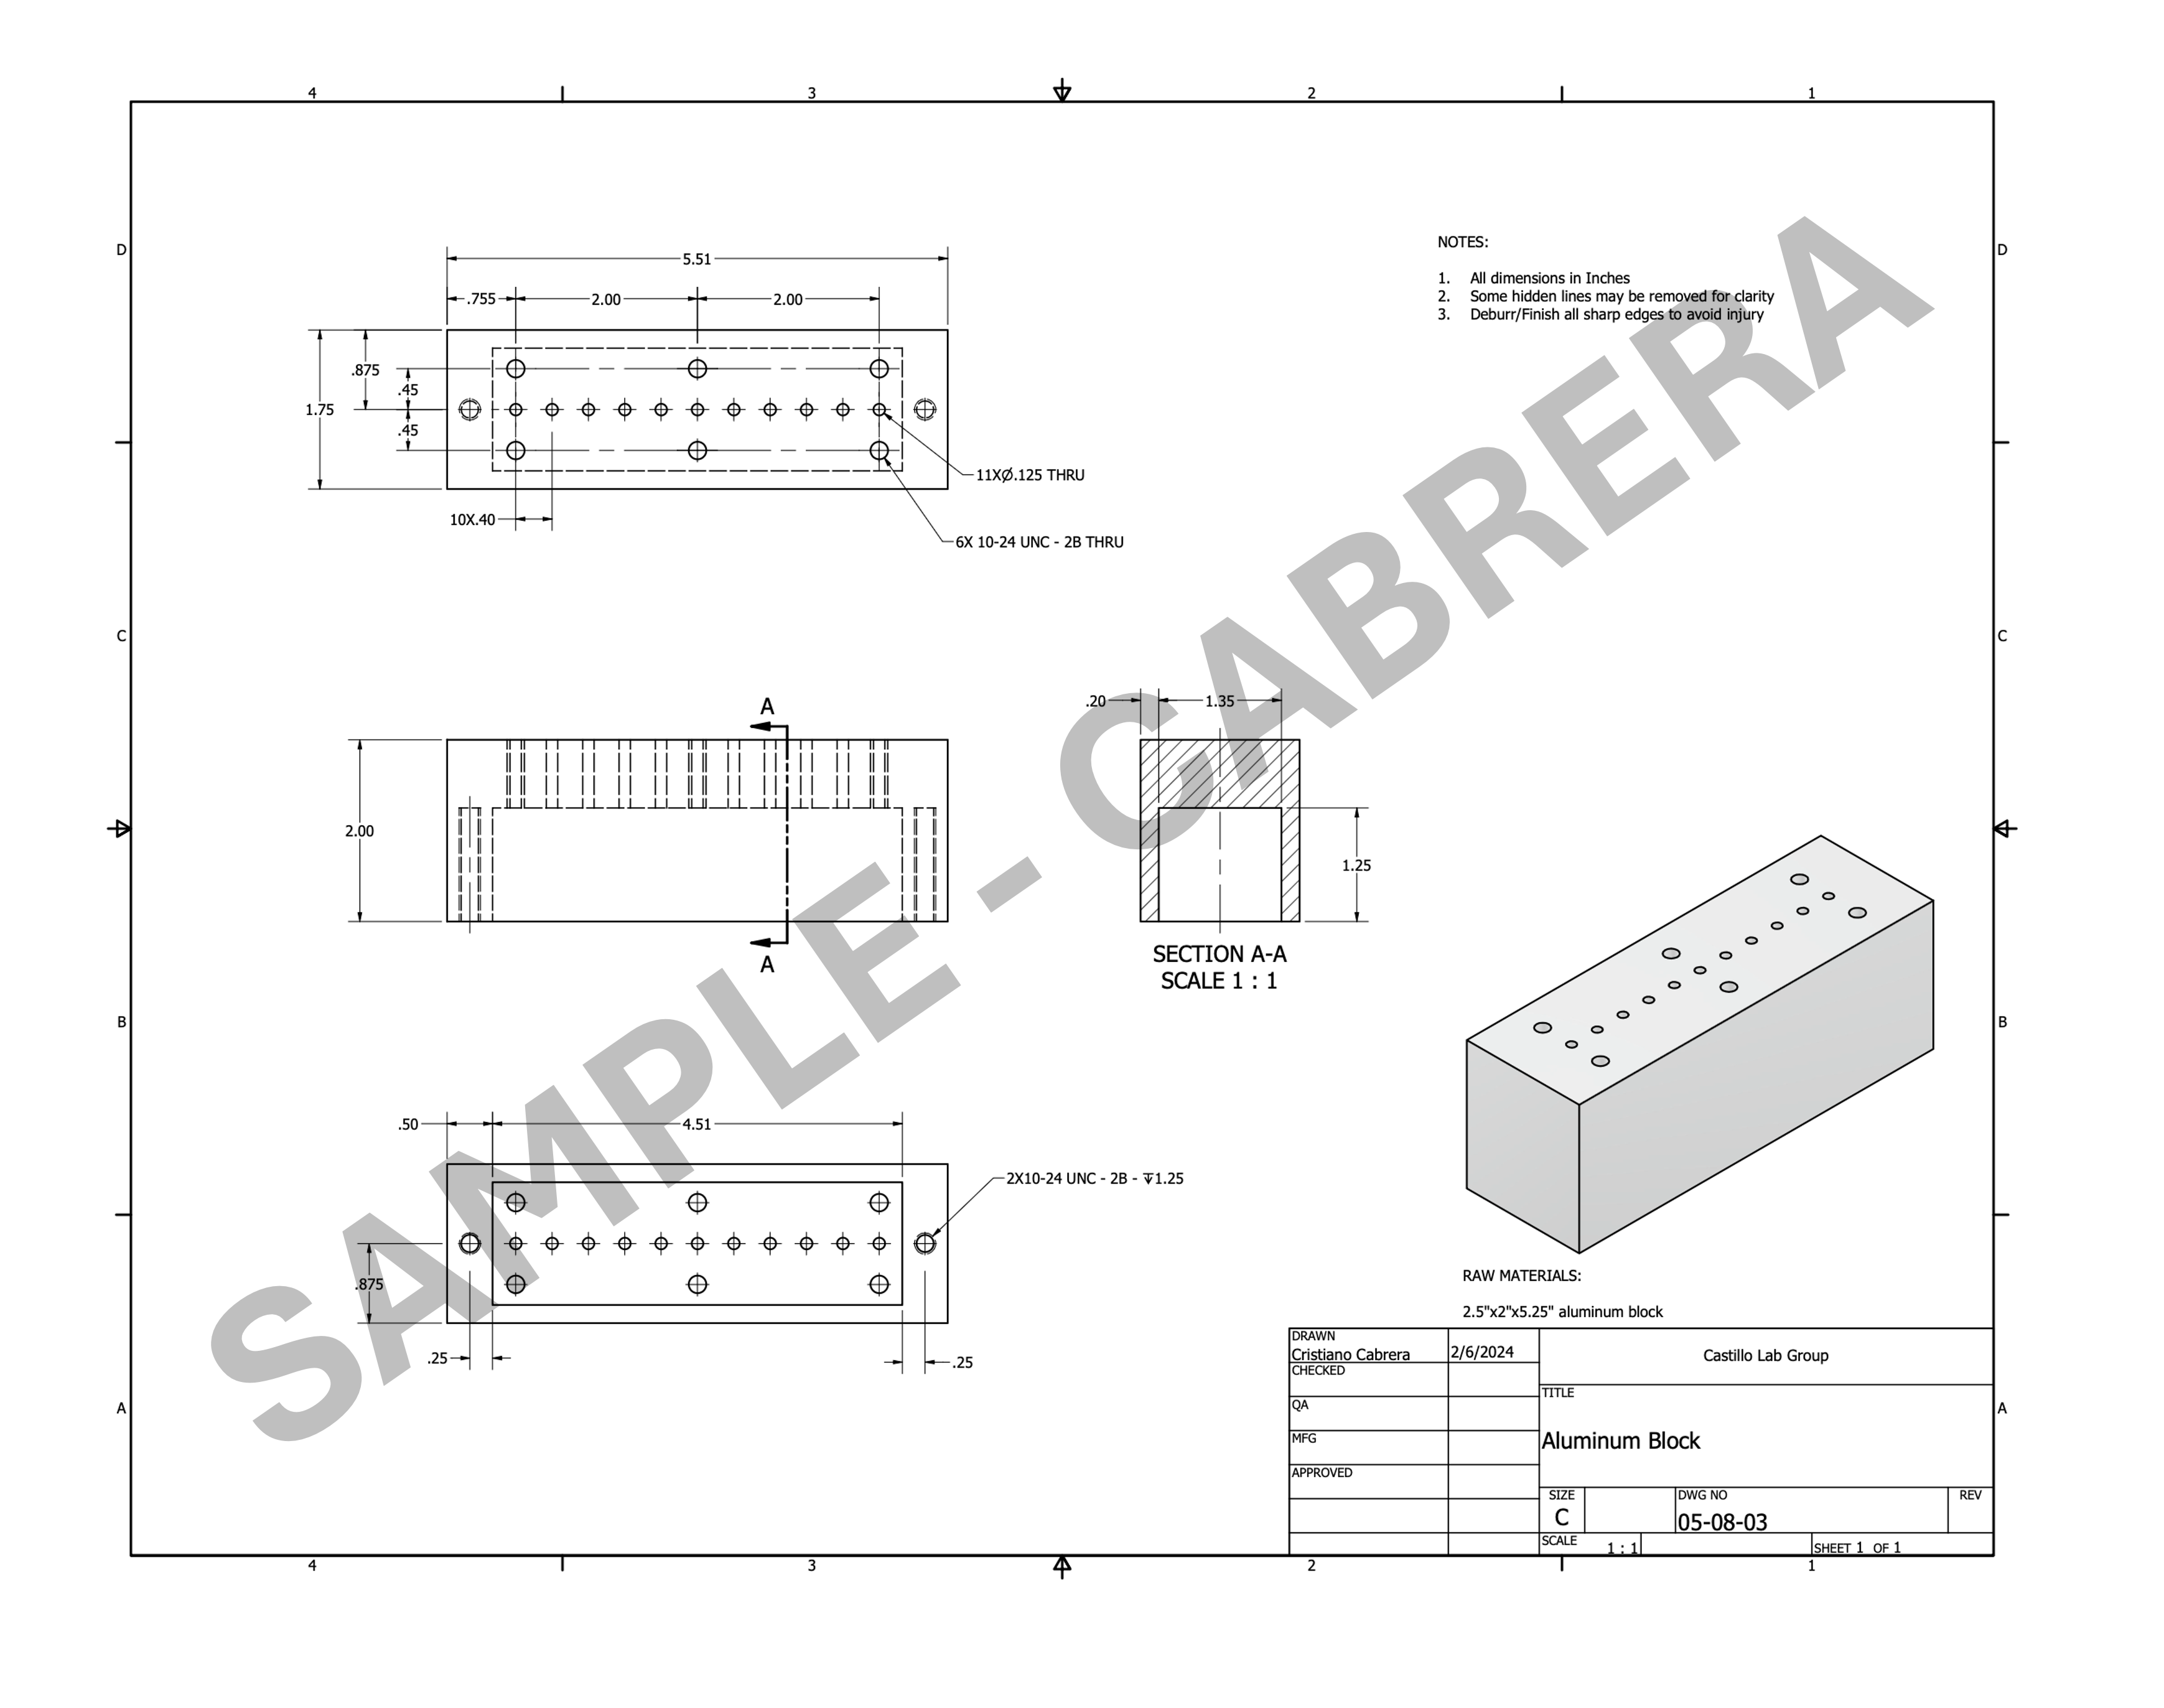 4 3 2 1
D D
C C
B B
A A
4 3 2 1
5.51
.755 2.00 2.00
1.75
.875
.45
.45
10X.40
11XØ.125 THRU
6X 10-24 UNC - 2B THRU
NOTES:
1. All dimensions in Inches
2. Some hidden lines may be removed for clarity
3. Deburr/Finish all sharp edges to avoid injury
A
2.00
A
.20 1.35
1.25
SECTION A-A
SCALE 1 : 1
.50 4.51
2X10-24 UNC - 2B - ↧1.25
.875
.25 .25
SAMPLE - CABRERA
RAW MATERIALS:
2.5"x2"x5.25" aluminum block
DRAWN
Cristiano Cabrera 2/6/2024
CHECKED
QA
MFG
APPROVED
Castillo Lab Group
TITLE
Aluminum Block
SIZE
C
DWG NO
05-08-03
REV
SCALE 1 : 1
SHEET 1 OF 1